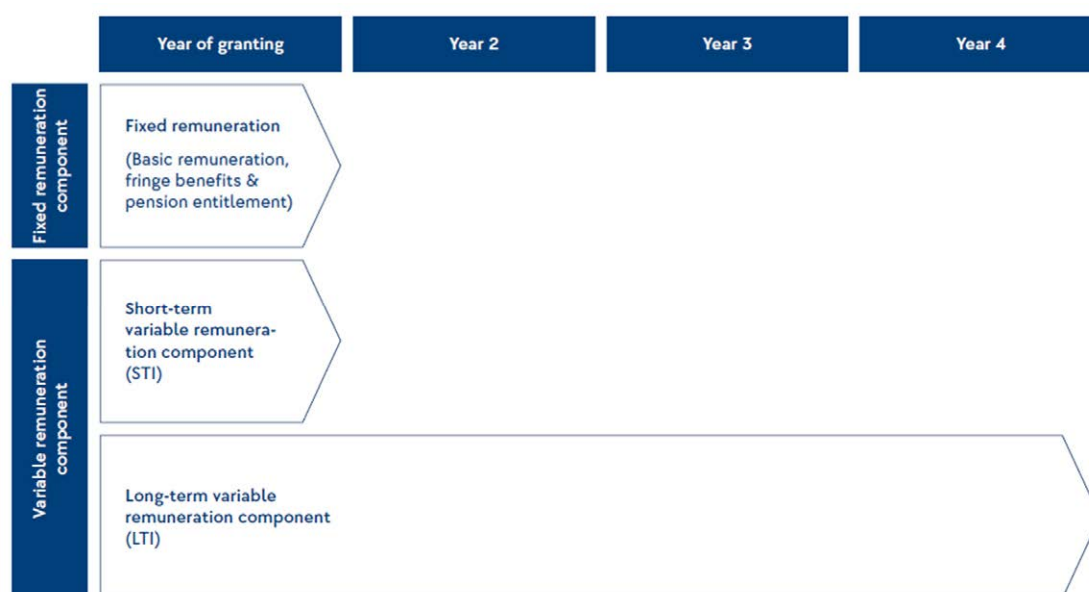 Year of granting
Year 2
Year 3
Year 4
Fixed remuneration
component
Fixed remuneration
(Basic remuneration,
fringe benefits &
pension entitlement)
Variable remuneration
component
Short-term
variable remunera-
tion component
(STI)
Long-term variable
remuneration component
(LTI)